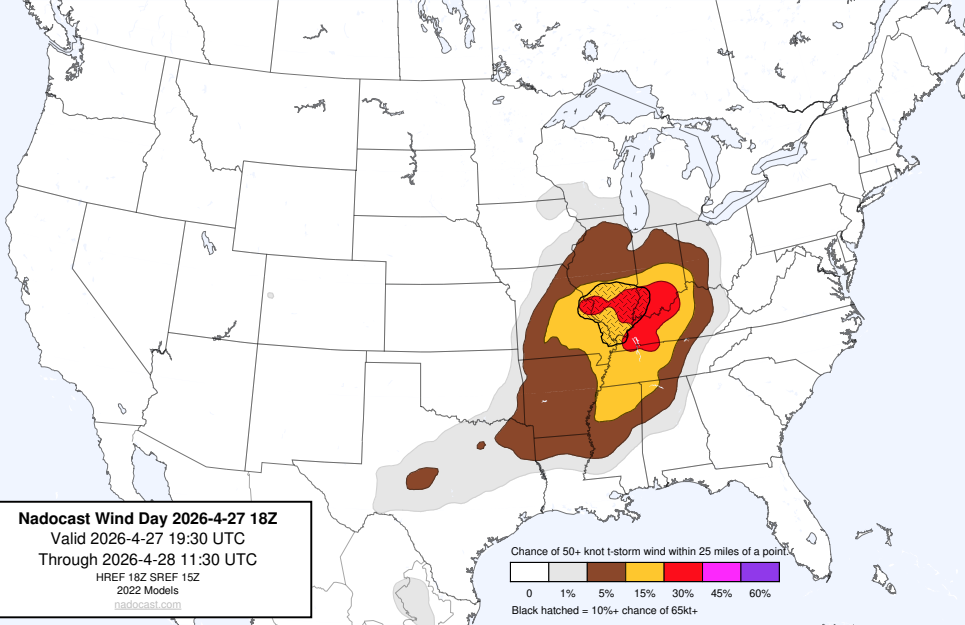 Nadocast Wind Day 2026-4-27 18Z
Valid 2026-4-27 19:30 UTC
Through 2026-4-28 11:30 UTC
HREF 18Z SREF 15Z
2022 Models
nadocast.com
Chance of 50+ knot t-storm wind within 25 miles of a point.
0 1% 5% 15% 30% 45% 60%
Black hatched = 10%+ chance of 65kt+